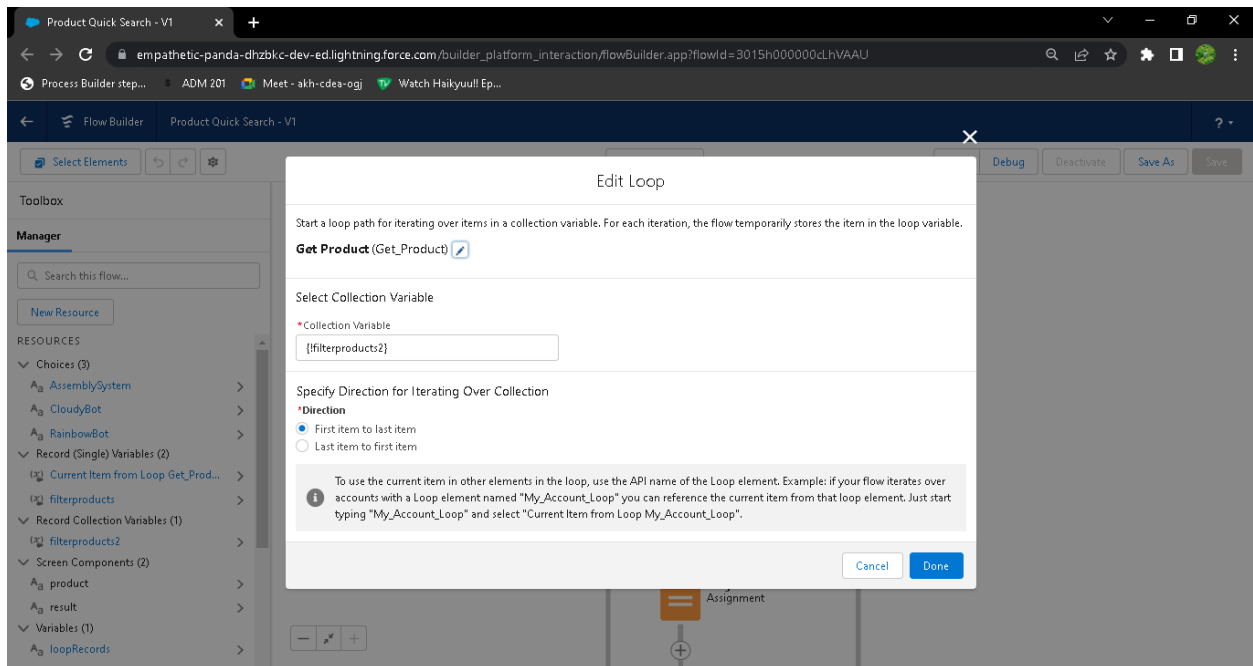 Product Quick Search - V1
empathetic-panda-dhzbkc-dev-ed.lightning.force.com/builder_platform_interaction/flowBuilder.app?flowId=3015h000000cLhVAAU
Process Builder step... ADM 201 Meet - akh-cdea-ogj Watch Haikyuu!! Ep...
Flow Builder Product Quick Search - V1 ?
Select Elements Debug Deactivate Save As Save
Toolbox
Manager
Search this flow...
New Resource
RESOURCES
Choices (3)
AssemblySystem
CloudyBot
RainbowBot
Record (Single) Variables (2)
Current Item from Loop Get_Prod...
filterproducts
Record Collection Variables (1)
filterproducts2
Screen Components (2)
product
result
Variables (1)
loopRecords
Edit Loop
Start a loop path for iterating over items in a collection variable. For each iteration, the flow temporarily stores the item in the loop variable.
Get Product (Get_Product)
Select Collection Variable
*Collection Variable
{!filterproducts2}
Specify Direction for Iterating Over Collection
*Direction
First item to last item
Last item to first item
To use the current item in other elements in the loop, use the API name of the Loop element. Example: if your flow iterates over
accounts with a Loop element named "My_Account_Loop" you can reference the current item from that loop element. Just start
typing "My_Account_Loop" and select "Current Item from Loop My_Account_Loop".
Cancel Done
Assignment